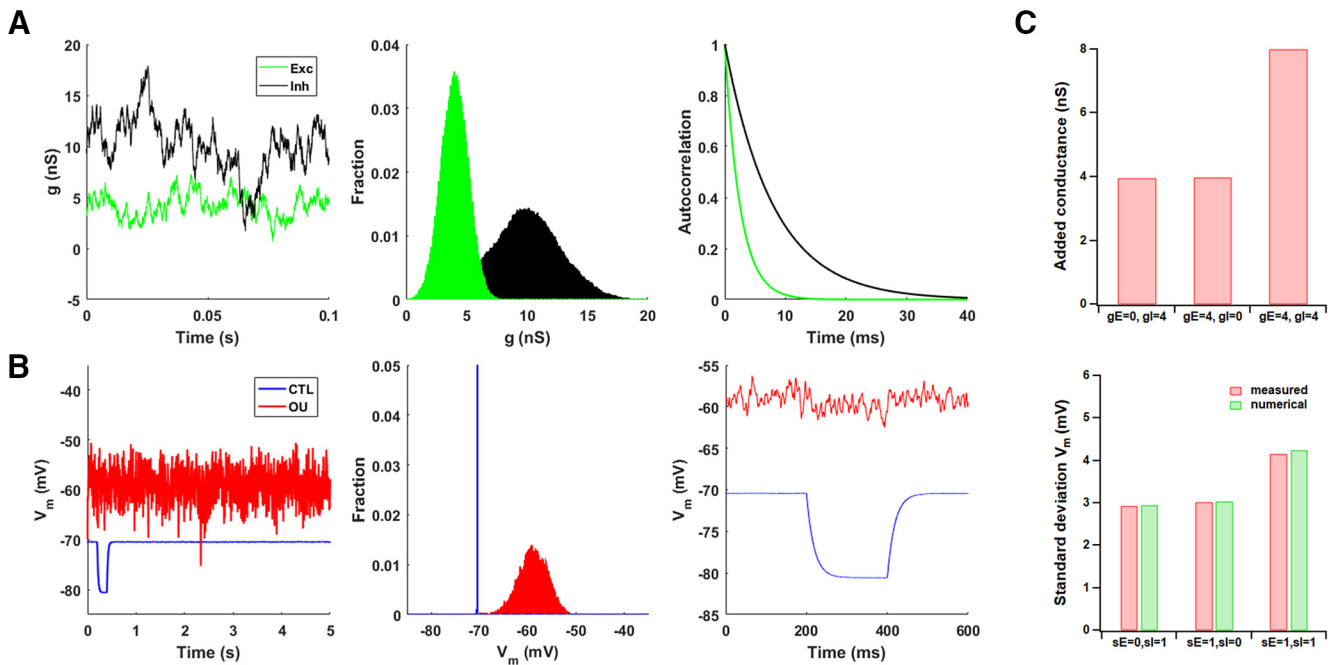 A
g (nS)
20
15
10
5
0
-5
Exc
Inh
0
0.05
0.1
Time (s)
Fraction
0.04
0.03
0.02
0.01
0
0
5
10
15
20
g (nS)
Autocorrelation
1
0.8
0.6
0.4
0.2
0
0
10
20
30
40
Time (ms)
B
Vm (mV)
-40
-50
-60
-70
-80
CTL
OU
0
1
2
3
4
5
Time (s)
Fraction
0.05
0.04
0.03
0.02
0.01
0
-80
-70
-60
-50
-40
Vm (mV)
Vm (mV)
-55
-60
-65
-70
-75
-80
-85
0
200
400
600
Time (ms)
C
Added conductance (nS)
8
6
4
2
0
gE=0, gI=4
gE=4, gI=0
gE=4, gI=4
Standard deviation Vm (mV)
6
5
4
3
2
1
0
measured
numerical
sE=0,sI=1
sE=1,sI=0
sE=1,sI=1